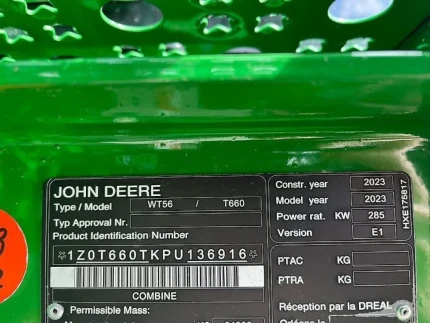 JOHN DEERE
Type / Model WT56 / T660
Typ Approval Nr.
Product Identification Number
*1Z0T660TKPU136916*
COMBINE
Permissible Mass:
Constr. year 2023
Model year 2023
Power rat. KW 285
Version E1
PTAC KG
PTRA KG
Réception par la DREAL
HXE175817